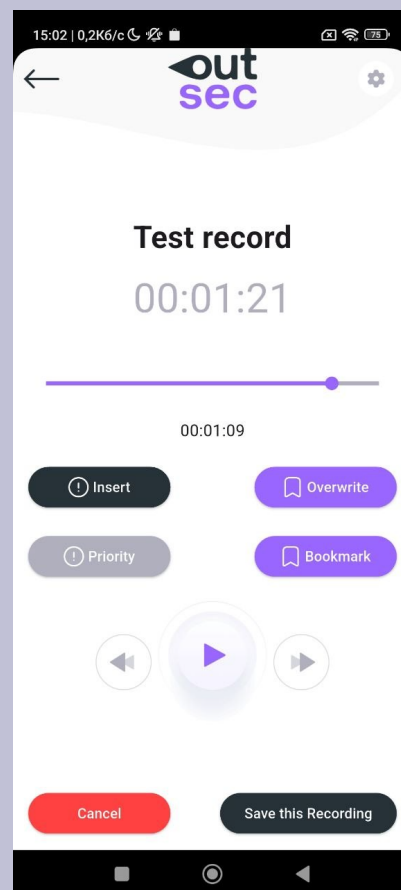 15:02 | 0,2Кб/с
75
out
sec
Test record
00:01:21
00:01:09
Insert
Overwrite
Priority
Bookmark
Cancel
Save this Recording